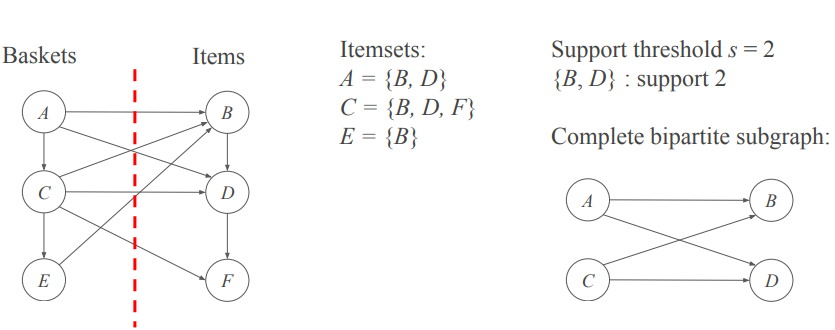 Baskets
Items
A
B
C
D
E
F
Itemsets:
A = {B, D}
C = {B, D, F}
E = {B}
Support threshold s = 2
{B, D} : support 2
Complete bipartite subgraph:
A
B
C
D